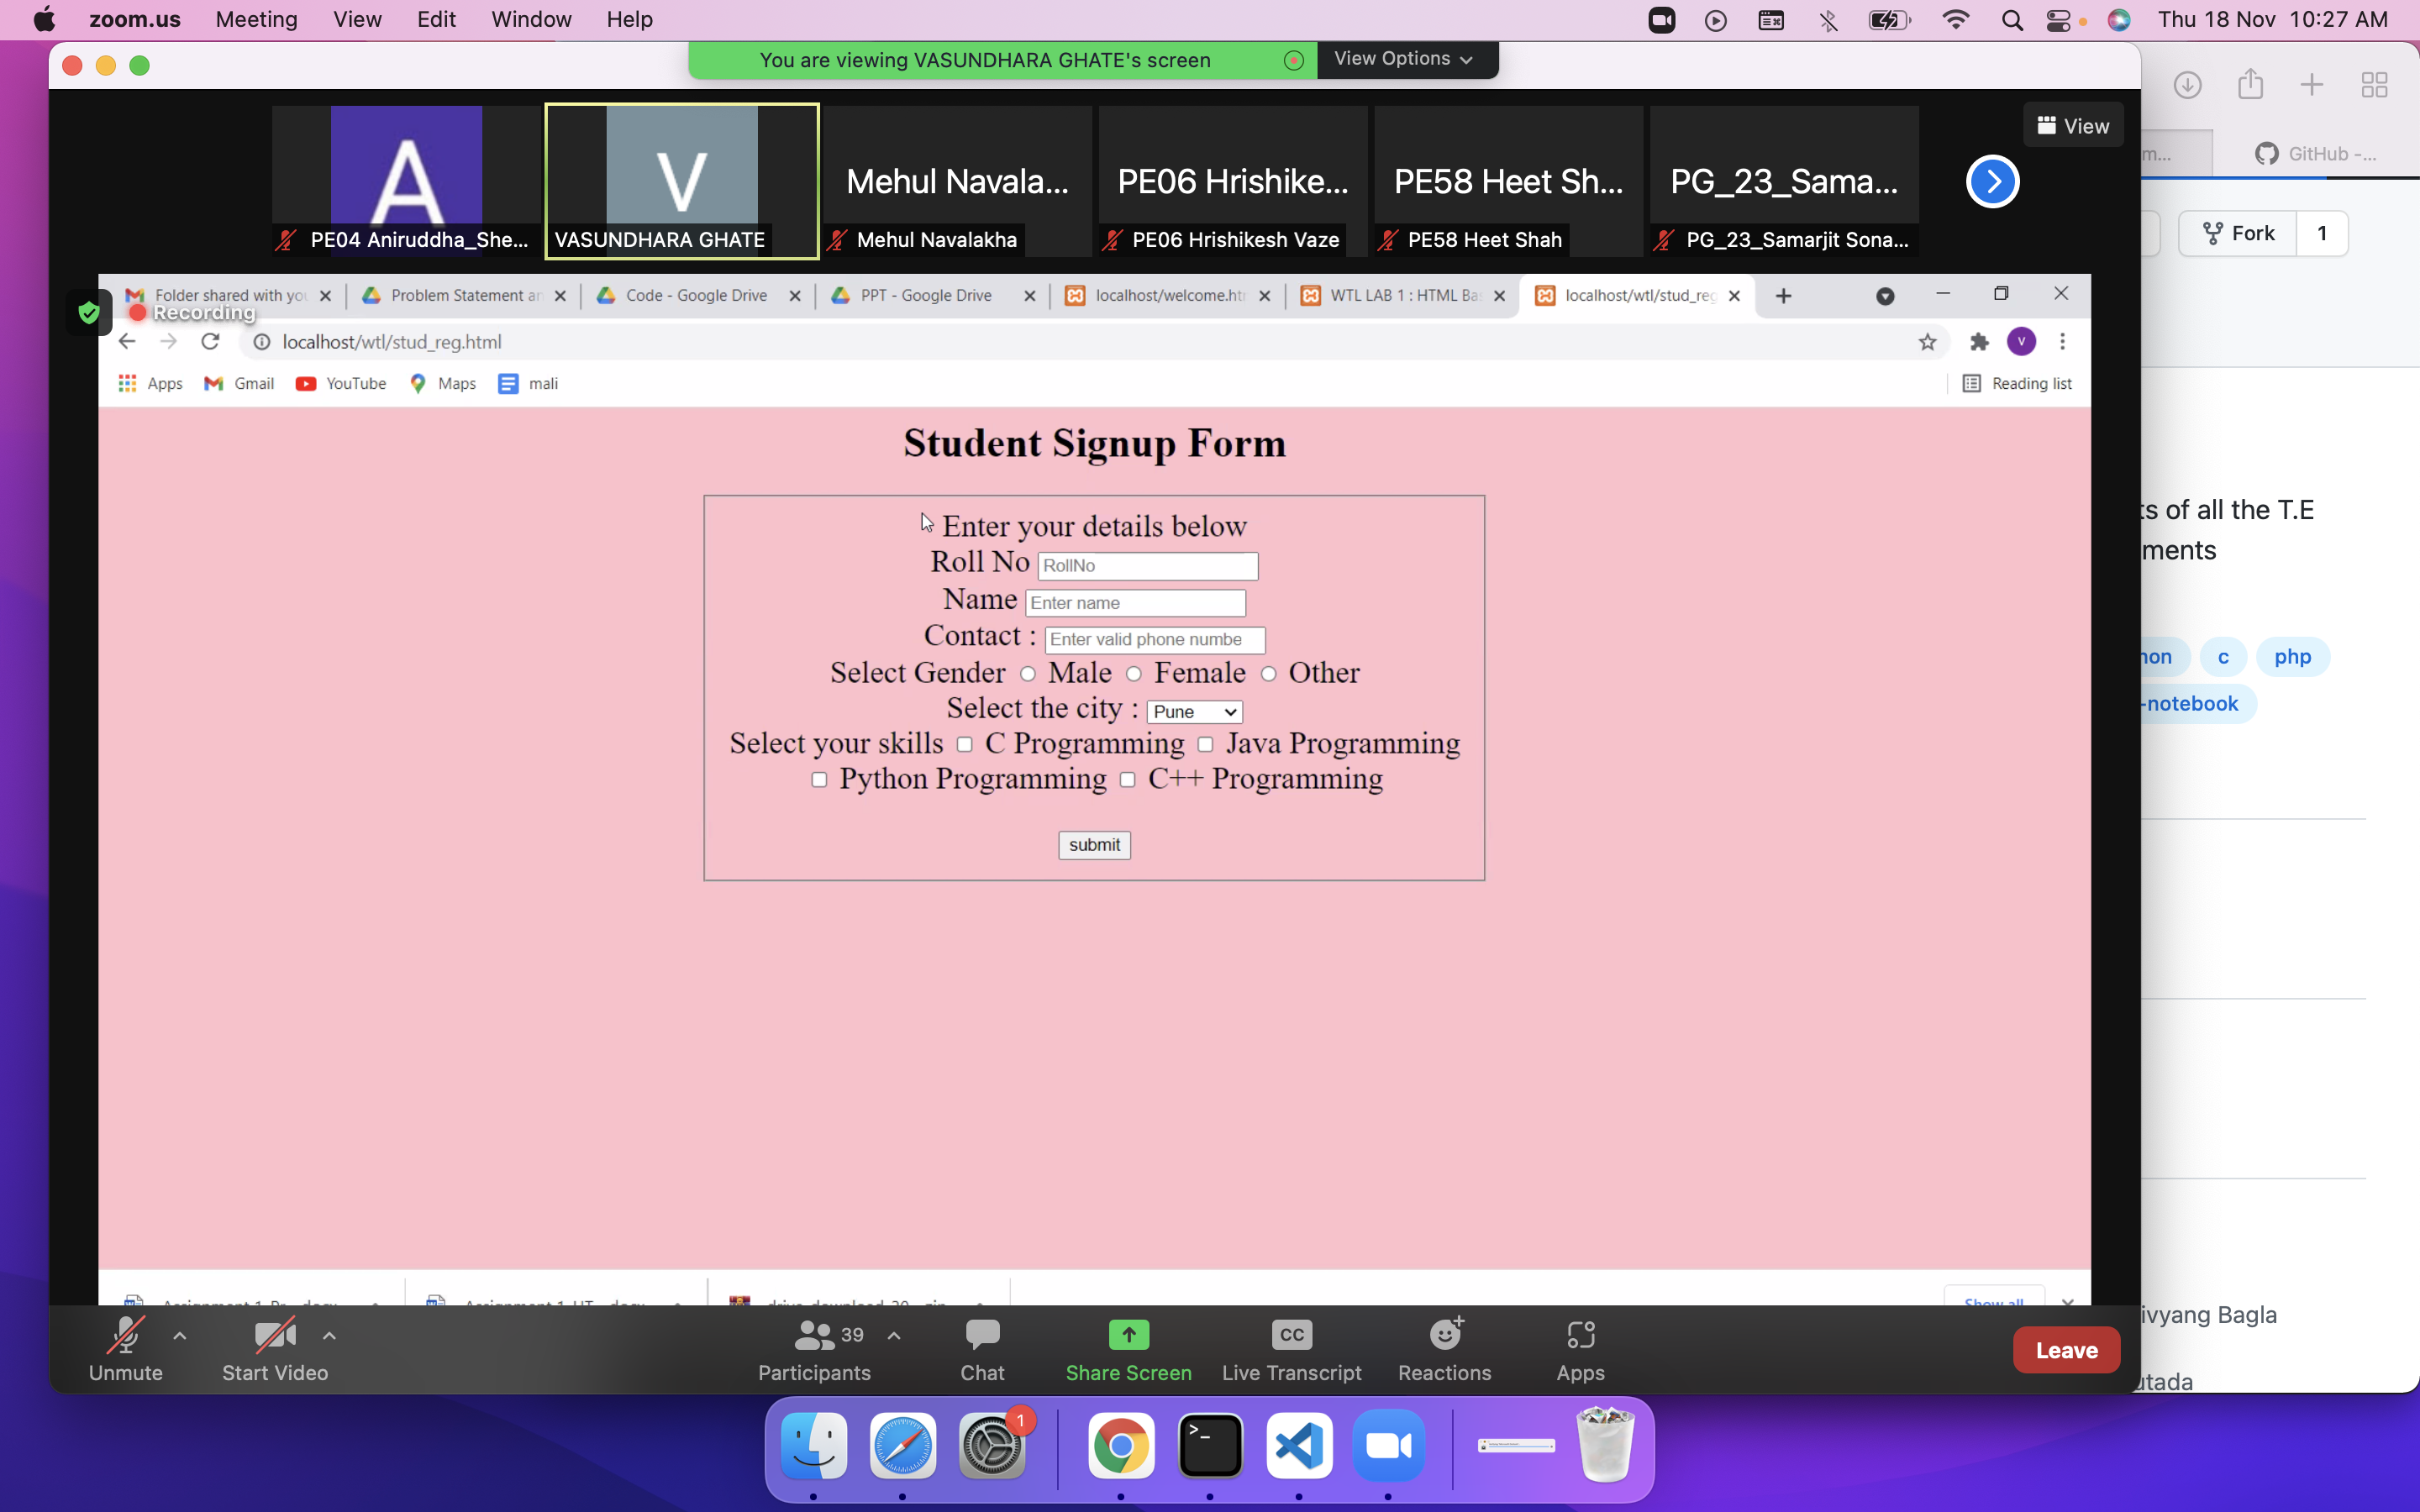 zoom.us Meeting View Edit Window Help Thu 18 Nov 10:27 AM
You are viewing VASUNDHARA GHATE's screen View Options
View
A V Mehul Navala... PE06 Hrishike... PE58 Heet Sh... PG_23_Sama...
PE04 Aniruddha_She... VASUNDHARA GHATE Mehul Navalakha PE06 Hrishikesh Vaze PE58 Heet Shah PG_23_Samarjit Sona...
m... GitHub -...
Fork 1
Folder shared with yo Problem Statement an Code - Google Drive PPT - Google Drive localhost/welcome.ht WTL LAB 1 : HTML Ba localhost/wtl/stud_reg
Recording
localhost/wtl/stud_reg.html V
Apps Gmail YouTube Maps mali Reading list
Student Signup Form
Enter your details below
Roll No RollNo
Name Enter name
Contact : Enter valid phone numbe
Select Gender Male Female Other
Select the city : Pune
Select your skills C Programming Java Programming
Python Programming C++ Programming
submit
ts of all the T.E
ments
non c php
-notebook
ivyang Bagla
utada
Show all
39
Unmute Start Video Participants Chat CC Share Screen Live Transcript Reactions Apps Leave
1